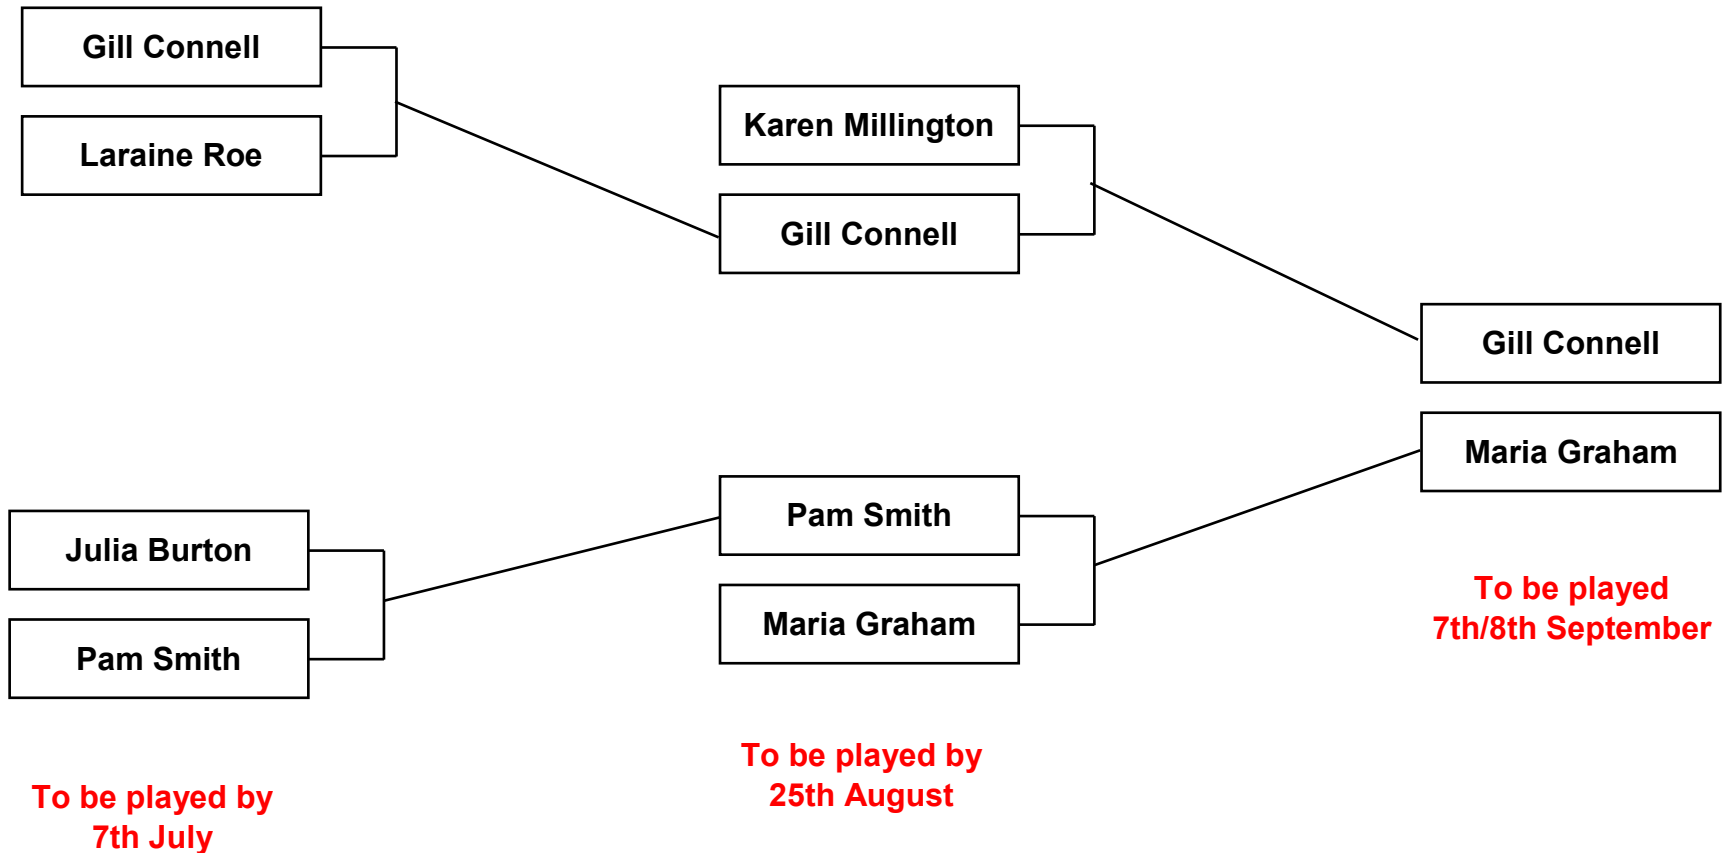 Gill Connell
Laraine Roe
Julia Burton
Pam Smith
To be played by
7th July
Karen Millington
Gill Connell
Pam Smith
Maria Graham
To be played by
25th August
Gill Connell
Maria Graham
To be played
7th/8th September